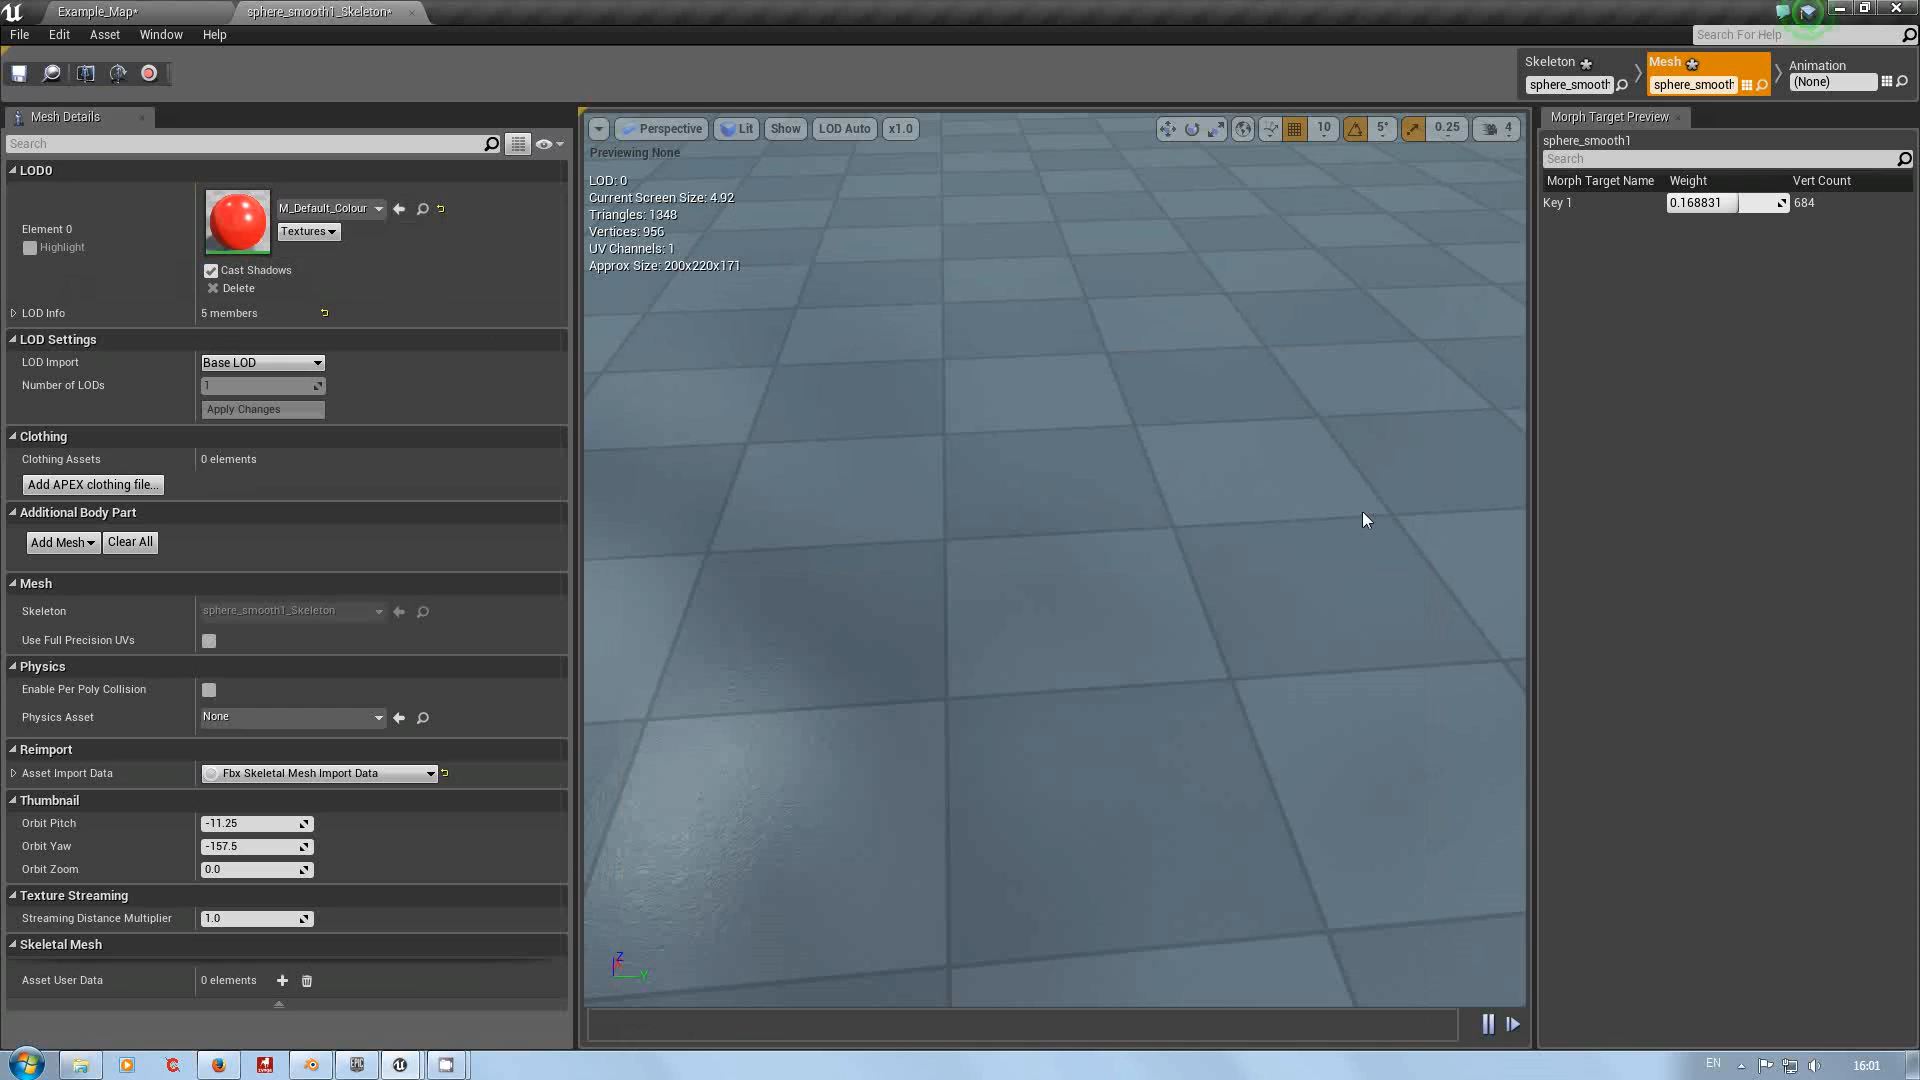 Example_Map*
sphere_smooth1_Skeleton*
File Edit Asset Window Help
Search For Help
Skeleton
sphere_smooth
Mesh
sphere_smooth
Animation
(None)
Mesh Details
Search
LOD0
Element 0
Highlight
M_Default_Colour
Textures
Cast Shadows
Delete
LOD Info 5 members
LOD Settings
LOD Import Base LOD
Number of LODs 1
Apply Changes
Clothing
Clothing Assets 0 elements
Add APEX clothing file...
Additional Body Part
Add Mesh Clear All
Mesh
Skeleton sphere_smooth1_Skeleton
Use Full Precision UVs
Physics
Enable Per Poly Collision
Physics Asset None
Reimport
Asset Import Data Fbx Skeletal Mesh Import Data
Thumbnail
Orbit Pitch -11.25
Orbit Yaw -157.5
Orbit Zoom 0.0
Texture Streaming
Streaming Distance Multiplier 1.0
Skeletal Mesh
Asset User Data 0 elements
Perspective Lit Show LOD Auto x1.0
10 5° 0.25 4
Previewing None
LOD: 0
Current Screen Size: 4.92
Triangles: 1348
Vertices: 956
UV Channels: 1
Approx Size: 200x220x171
Z
Y
Morph Target Preview
sphere_smooth1
Search
Morph Target Name Weight Vert Count
Key 1 0.168831 684
EPIC
EN 16:01